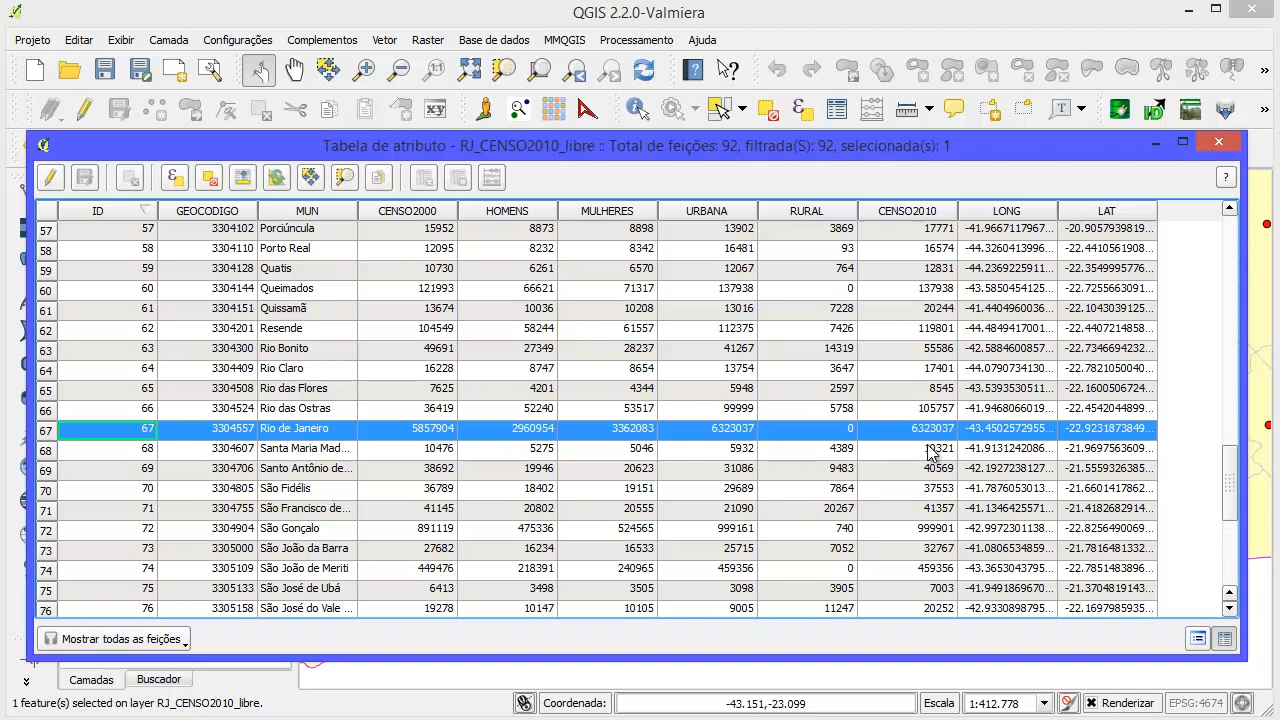 QGIS 2.2.0-Valmiera
Projeto Editar Exibir Camada Configurações Complementos Vetor Raster Base de dados MMQGIS Processamento Ajuda
Tabela de atributo - RJ_CENSO2010_libre :: Total de feições: 92, filtrada(S): 92, selecionada(s): 1
ID GEOCODIGO MUN CENSO2000 HOMENS MULHERES URBANA RURAL CENSO2010 LONG LAT
57 57 3304102 Porciúncula 15952 8873 8898 13902 3869 17771 -41.9667117967... -20.9057939819...
58 58 3304110 Porto Real 12095 8232 8342 16481 93 16574 -44.3260413996... -22.4410561908...
59 59 3304128 Quatis 10730 6261 6570 12067 764 12831 -44.2369225911... -22.3549995776...
60 60 3304144 Queimados 121993 66621 71317 137938 0 137938 -43.5850454125... -22.7255663091...
61 61 3304151 Quissamã 13674 10036 10208 13016 7228 20244 -41.4404960036... -22.1043039125...
62 62 3304201 Resende 104549 58244 61557 112375 7426 119801 -44.4849417001... -22.4407214858...
63 63 3304300 Rio Bonito 49691 27349 28237 41267 14319 55586 -42.5884600857... -22.7346694232...
64 64 3304409 Rio Claro 16228 8747 8654 13754 3647 17401 -44.0790734130... -22.7821050040...
65 65 3304508 Rio das Flores 7625 4201 4344 5948 2597 8545 -43.5393530511... -22.1600506724...
66 66 3304524 Rio das Ostras 36419 52240 53517 99999 5758 105757 -41.9468066019... -22.4542044899...
67 67 3304557 Rio de Janeiro 5857904 2960954 3362083 6323037 0 6323037 -43.4502572955... -22.9231873849...
68 68 3304607 Santa Maria Mad... 10476 5275 5046 5932 4389 10321 -41.9131242086... -21.9697563609...
69 69 3304706 Santo Antônio de... 38692 19946 20623 31086 9483 40569 -42.1927238127... -21.5559326385...
70 70 3304805 São Fidélis 36789 18402 19151 29689 7864 37553 -41.7876053013... -21.6601417862...
71 71 3304755 São Francisco de... 41145 20802 20555 21090 20267 41357 -41.1346425571... -21.4182682914...
72 72 3304904 São Gonçalo 891119 475336 524565 999161 740 999901 -42.9972301138... -22.8256490069...
73 73 3305000 São João da Barra 27682 16234 16533 25715 7052 32767 -41.0806534859... -21.7816481332...
74 74 3305109 São João de Meriti 449476 218391 240965 459356 0 459356 -43.3653043795... -22.7851483896...
75 75 3305133 São José de Ubá 6413 3498 3505 3098 3905 7003 -41.9491869670... -21.3704819143...
76 76 3305158 São José do Vale ... 19278 10147 10105 9005 11247 20252 -42.9330898795... -22.1697985935...
Mostrar todas as feições
Camadas Buscador
1 feature(s) selected on layer RJ_CENSO2010_libre.
Coordenada: -43.151,-23.099 Escala 1:412.778 Renderizar EPSG:4674